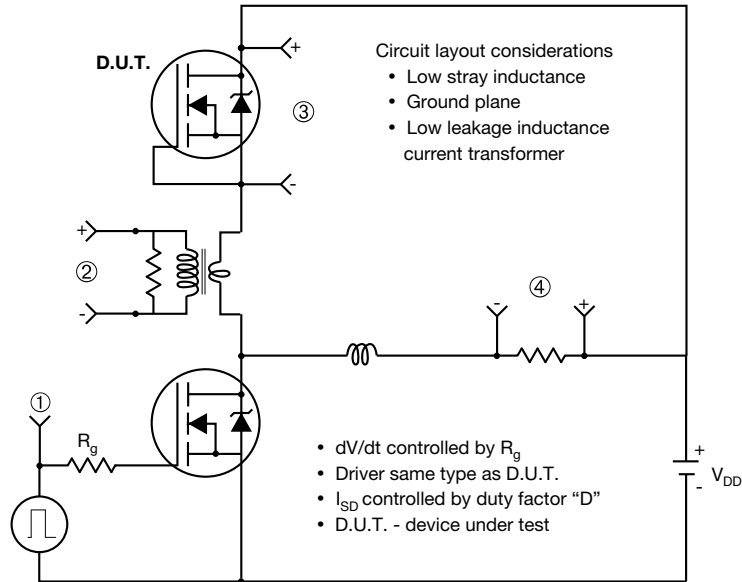 D.U.T.
+
③
-
Circuit layout considerations
• Low stray inductance
• Ground plane
• Low leakage inductance
current transformer
+
②
-
-
④
+
①
R_g
• dV/dt controlled by R_g
• Driver same type as D.U.T.
• I_SD controlled by duty factor “D”
• D.U.T. - device under test
+
-
V_DD